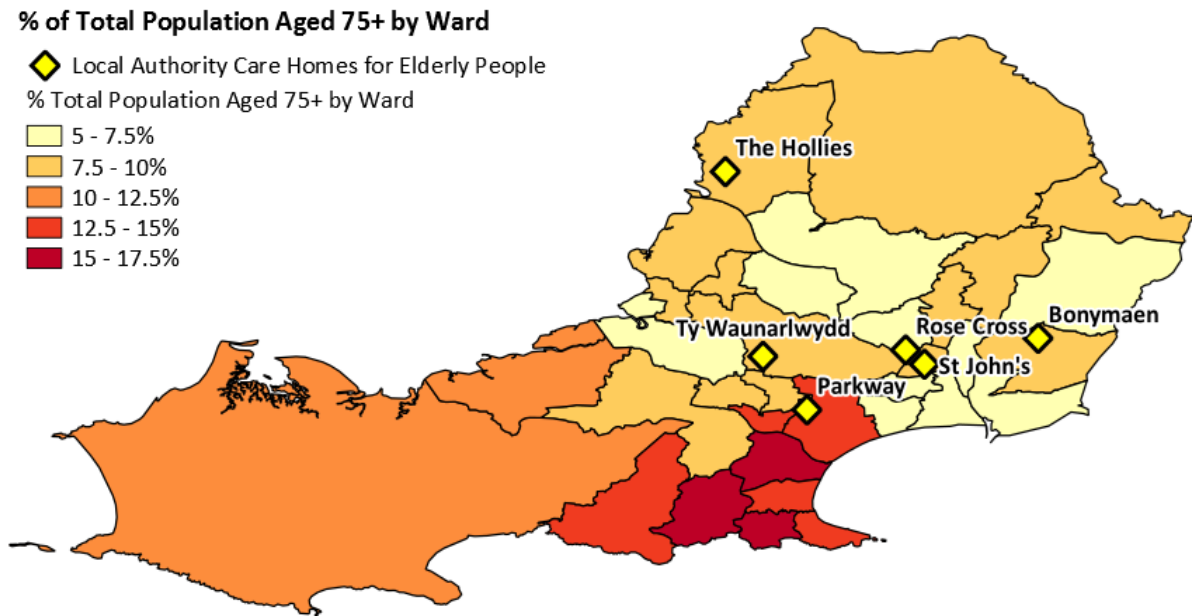 % of Total Population Aged 75+ by Ward
Local Authority Care Homes for Elderly People
% Total Population Aged 75+ by Ward
5 - 7.5%
7.5 - 10%
10 - 12.5%
12.5 - 15%
15 - 17.5%
The Hollies
Bonymaen
Ty Waunarlwydd
Rose Cross
St John's
Parkway